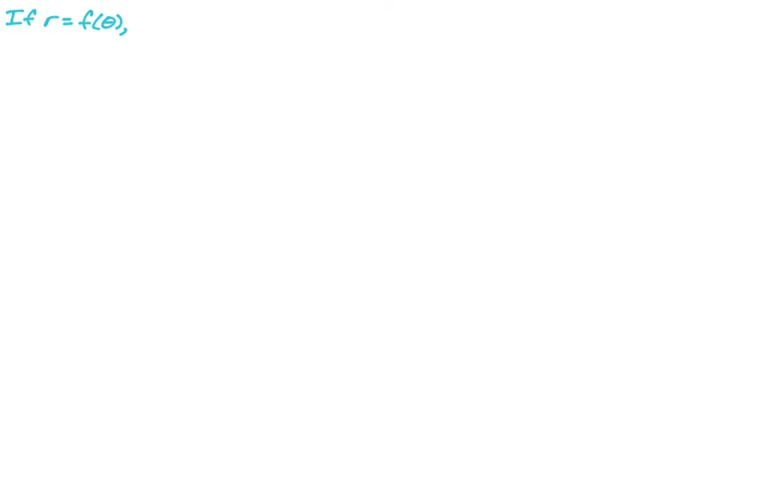 If r = f(θ),